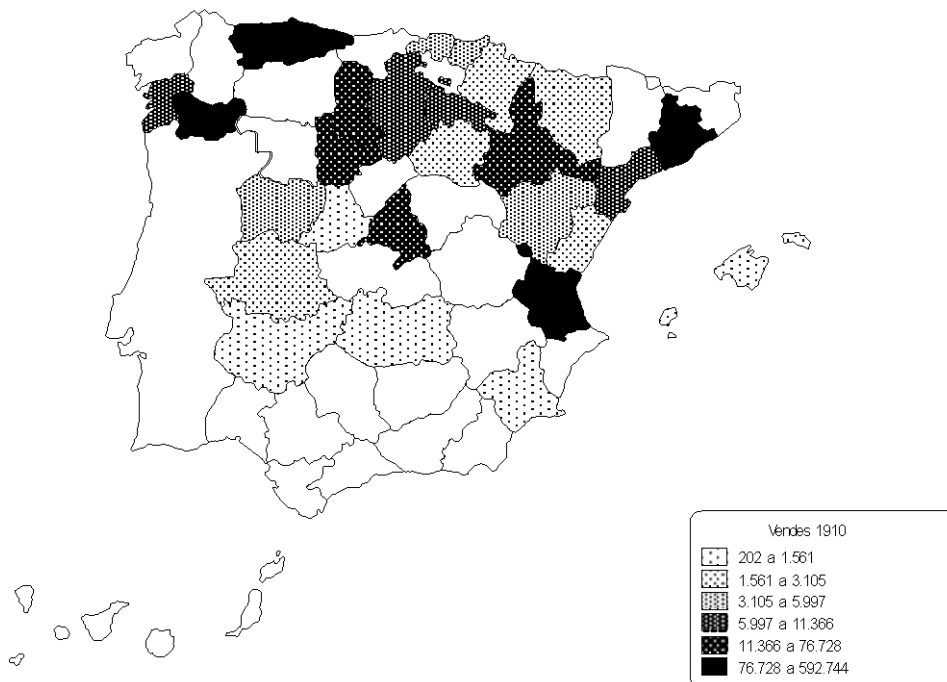 Vendes 1910
202 a 1.561
1.561 a 3.105
3.105 a 5.997
5.997 a 11.366
11.366 a 76.728
76.728 a 592.744